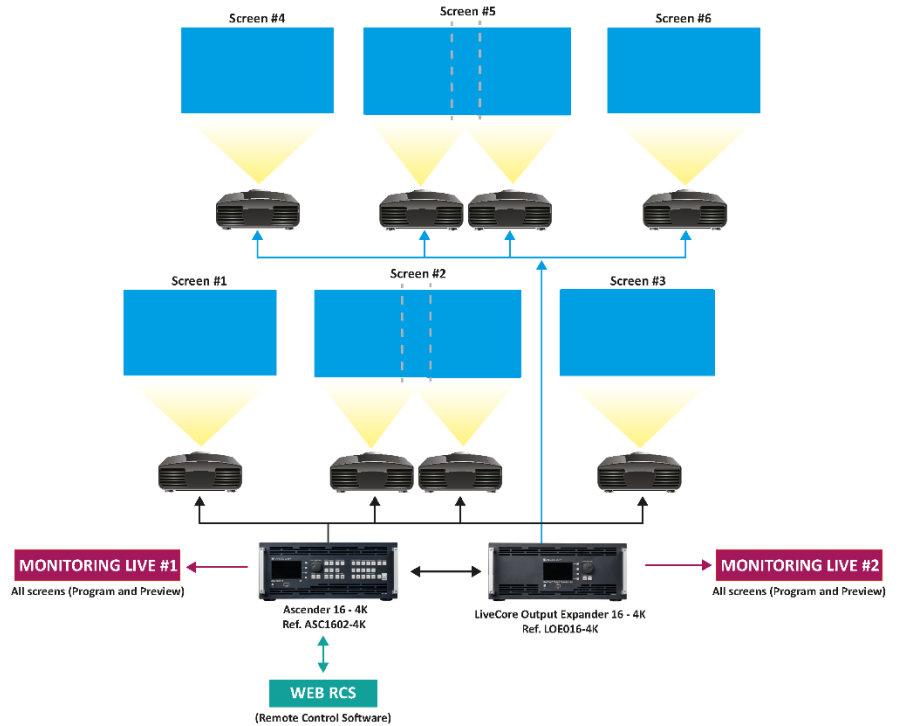 Screen #4
Screen #5
Screen #6
Screen #1
Screen #2
Screen #3
MONITORING LIVE #1
All screens (Program and Preview)
Ascender 16 - 4K
Ref. ASC1602-4K
LiveCore Output Expander 16 - 4K
Ref. LOE016-4K
MONITORING LIVE #2
All screens (Program and Preview)
WEB RCS
(Remote Control Software)